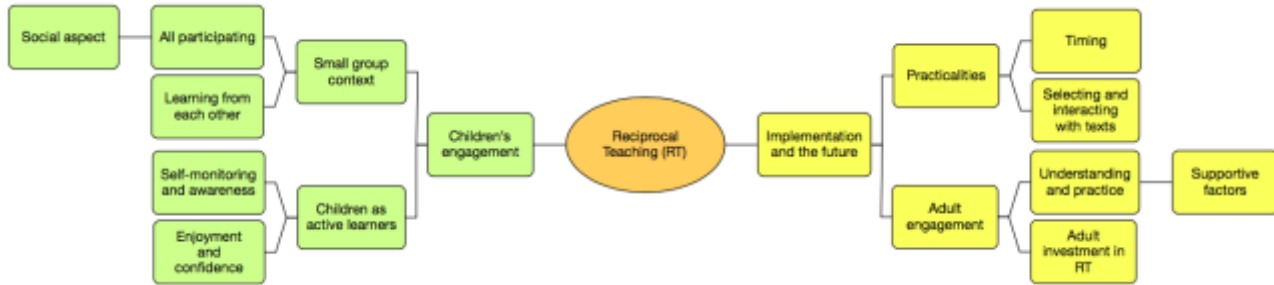 Social aspect
All participating
Learning from
each other
Small group
context
Self-monitoring
and awareness
Enjoyment
and
confidence
Children as
active learners
Children's
engagement
Reciprocal
Teaching (RT)
Implementation
and the future
Practicalities
Timing
Selecting and
interacting
with texts
Adult
engagement
Understanding
and practice
Supportive
factors
Adult
investment in
RT